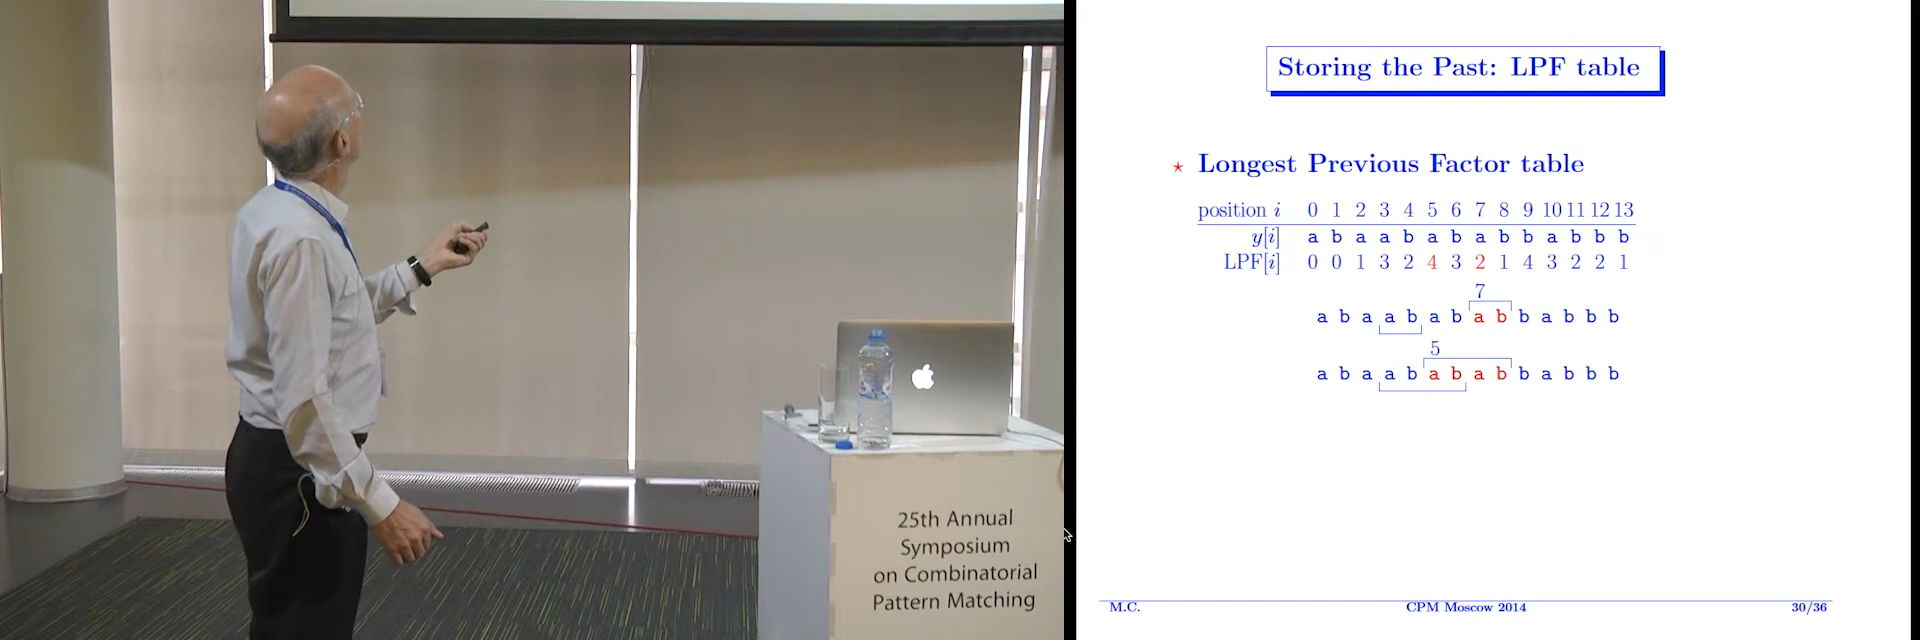 25th Annual
Symposium
on Combinatorial
Pattern Matching
Storing the Past: LPF table
⋆ Longest Previous Factor table
position i 0 1 2 3 4 5 6 7 8 9 10 11 12 13
y[i] a b a a b a b a b b a b b b
LPF[i] 0 0 1 3 2 4 3 2 1 4 3 2 2 1
7
a b a a b a b a b b a b b b
5
a b a a b a b a b b a b b b
M.C. CPM Moscow 2014 30/36